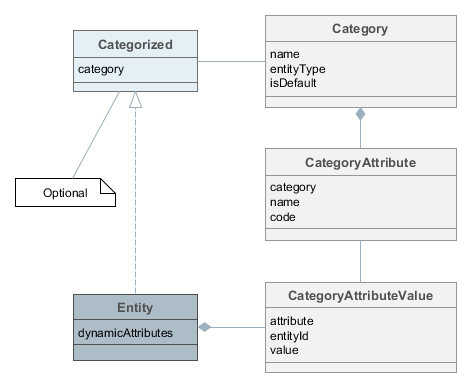 Categorized
category
Category
name
entityType
isDefault
Optional
CategoryAttribute
category
name
code
Entity
dynamicAttributes
CategoryAttributeValue
attribute
entityId
value